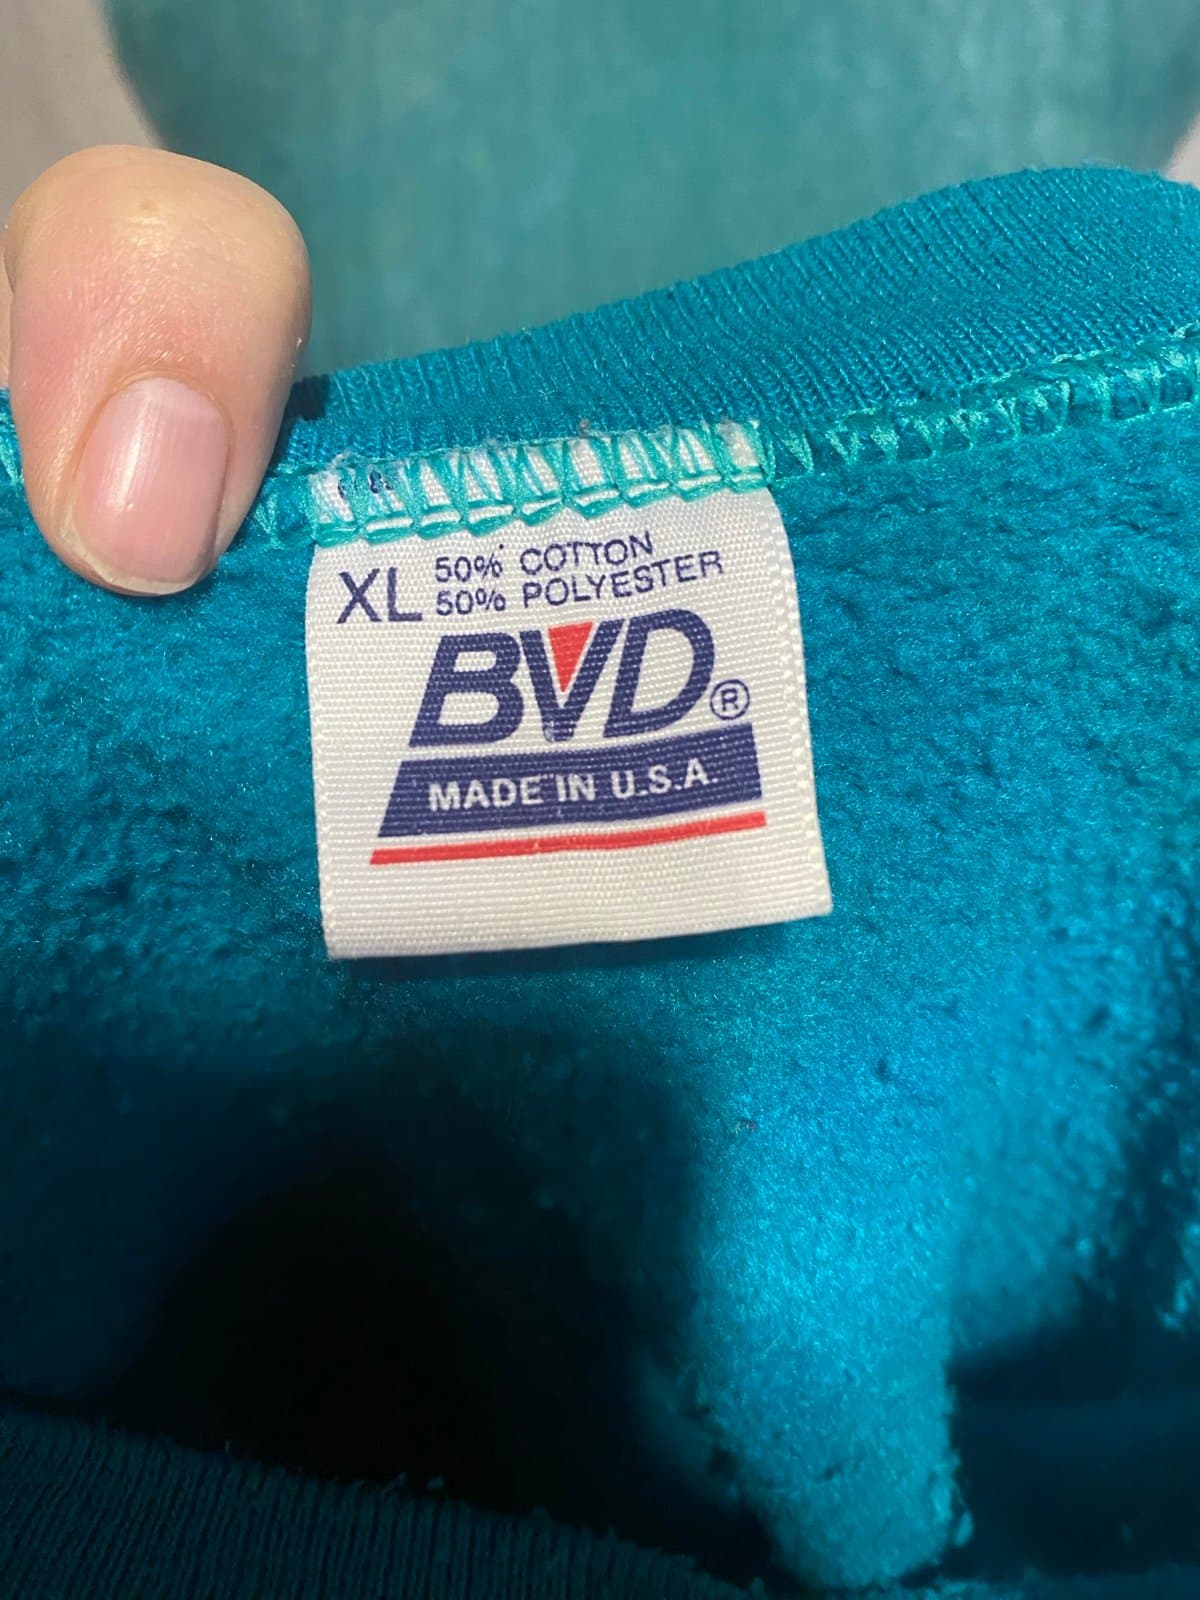 XL 50% COTTON
50% POLYESTER
BVD®
MADE IN U.S.A.